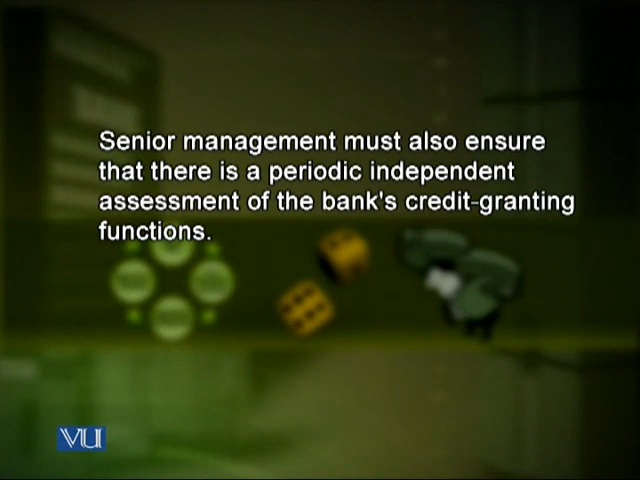 Senior management must also ensure
that there is a periodic independent
assessment of the bank's credit-granting
functions.
VU